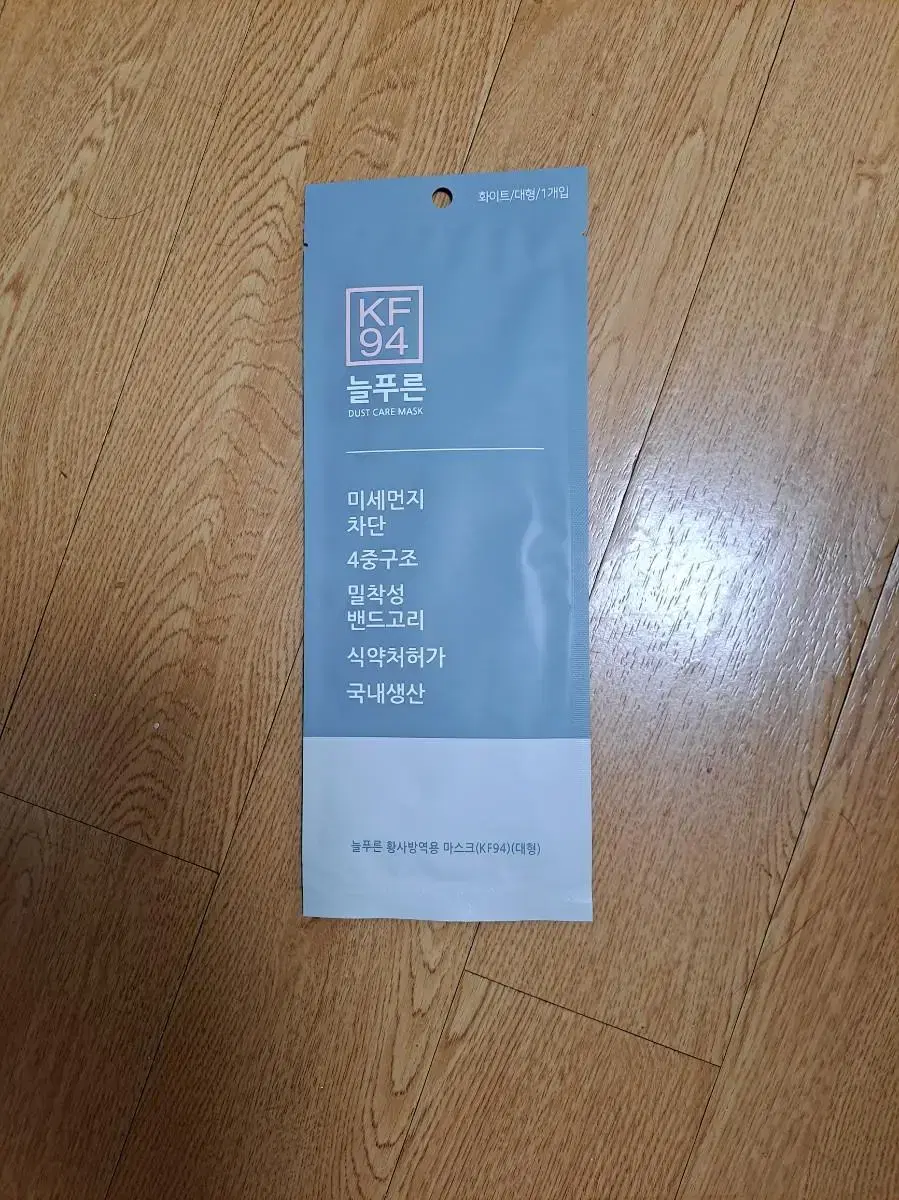 화이트/대형/1개입
KF
94
늘푸른
DUST CARE MASK
미세먼지
차단
4중구조
밀착성
밴드고리
식약처허가
국내생산
늘푸른 황사방역용 마스크(KF94)(대형)